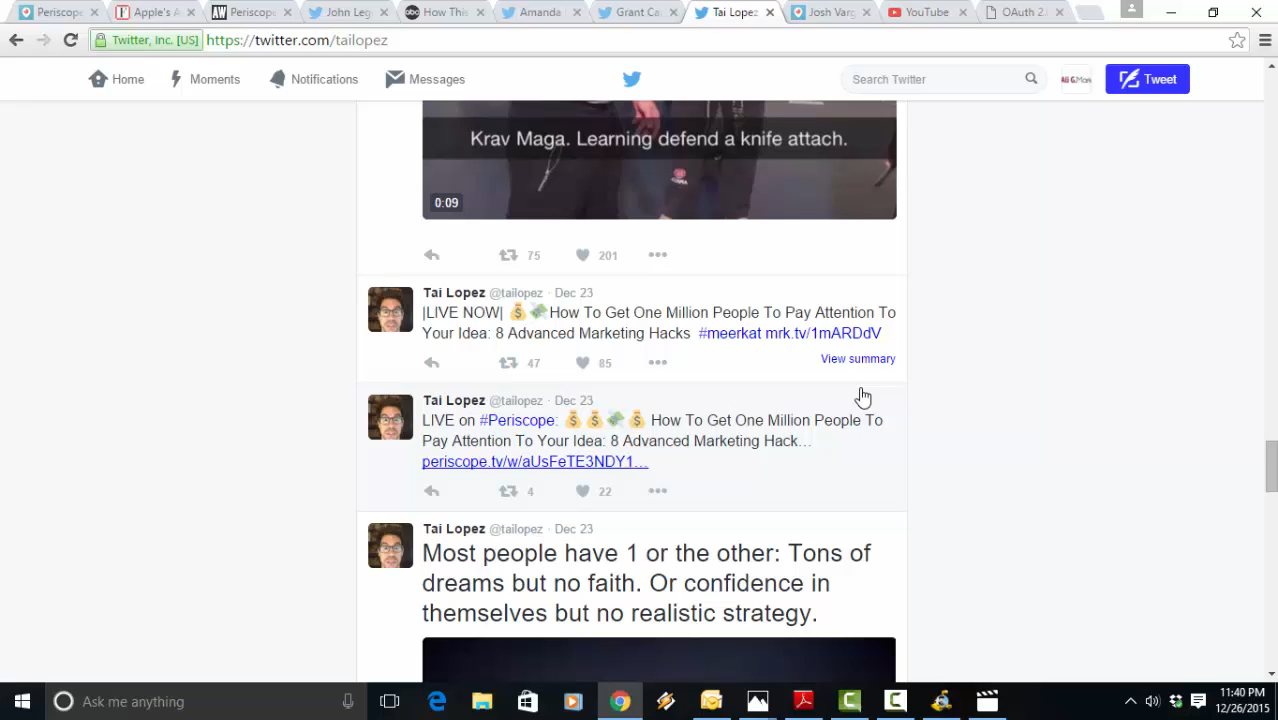 Periscope
Apple's A
Periscope
John Leg
How This
Amanda
Grant Ca
Tai Lopez
Josh Varg
YouTube
OAuth 2.
Twitter, Inc. [US] https://twitter.com/tailopez
Home Moments Notifications Messages Search Twitter Tweet
Krav Maga. Learning defend a knife attach.
0:09
75 201
Tai Lopez @tailopez · Dec 23
|LIVE NOW| 💰💸How To Get One Million People To Pay Attention To
Your Idea: 8 Advanced Marketing Hacks #meerkat mrk.tv/1mARDdV
47 85 View summary
Tai Lopez @tailopez · Dec 23
LIVE on #Periscope: 💰💰💸💰 How To Get One Million People To
Pay Attention To Your Idea: 8 Advanced Marketing Hack…
periscope.tv/w/aUsFeTE3NDY1…
4 22
Tai Lopez @tailopez · Dec 23
Most people have 1 or the other: Tons of
dreams but no faith. Or confidence in
themselves but no realistic strategy.
Ask me anything
11:40 PM
12/26/2015